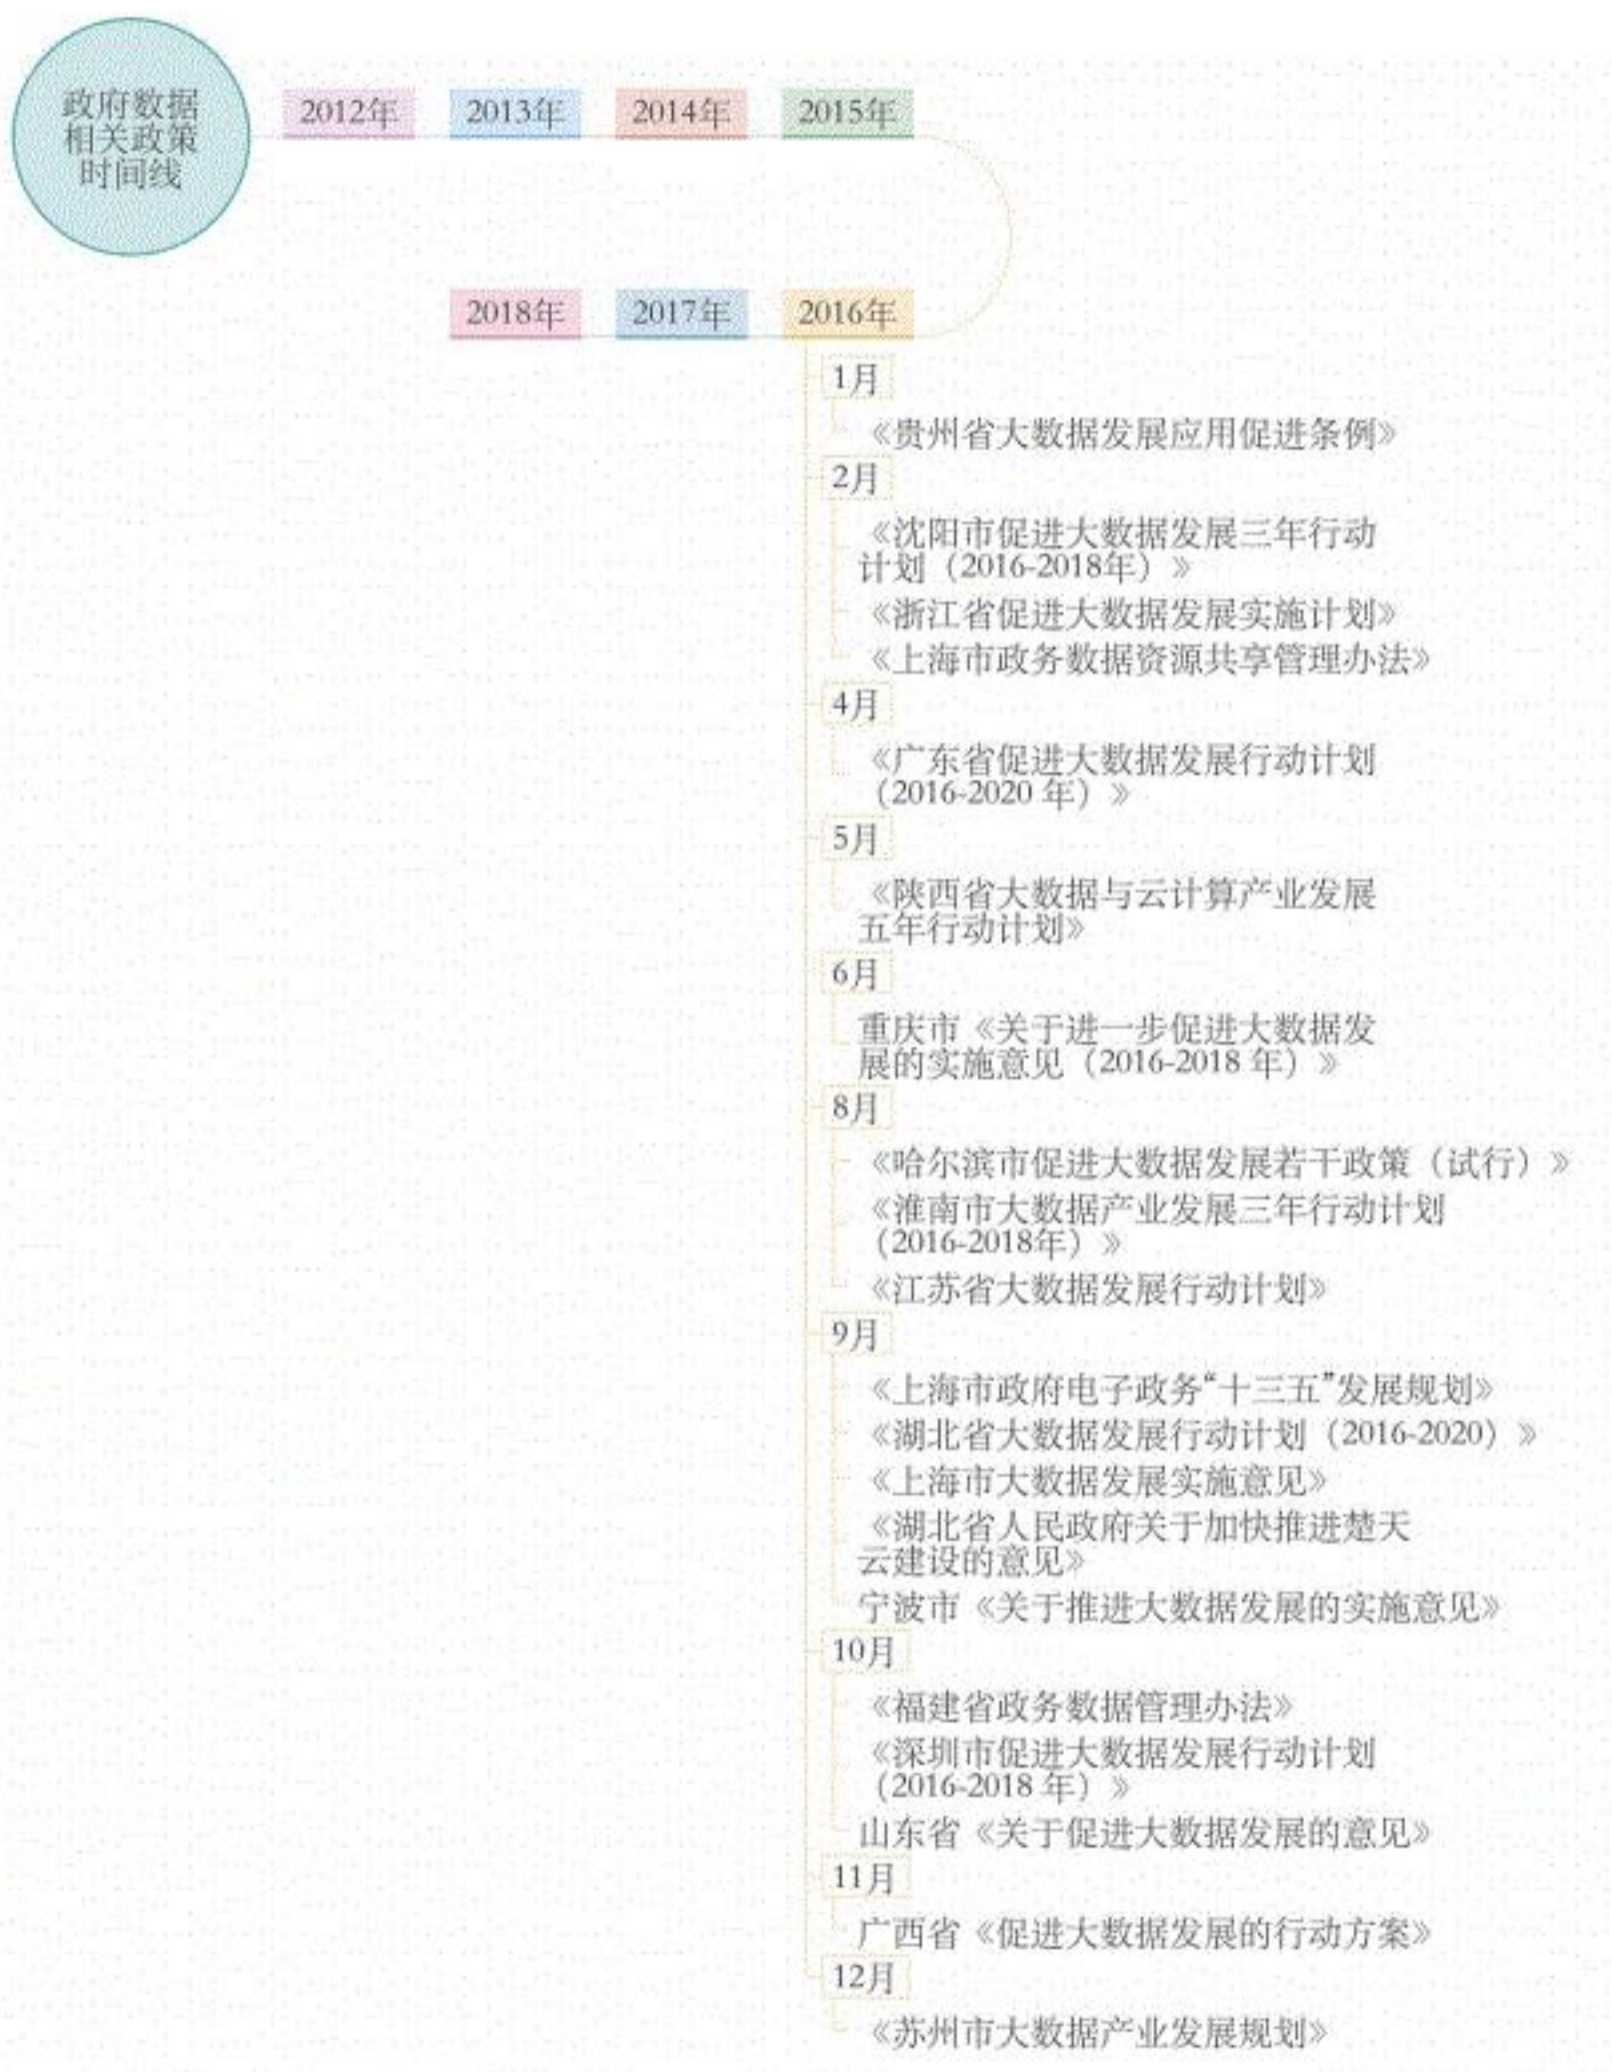 政府数据
相关政策
时间线
2012年
2013年
2014年
2015年
2018年
2017年
2016年
1月
《贵州省大数据发展应用促进条例》
2月
《沈阳市促进大数据发展三年行动
计划（2016-2018年）》
《浙江省促进大数据发展实施计划》
《上海市政务数据资源共享管理办法》
4月
《广东省促进大数据发展行动计划
（2016-2020 年）》
5月
《陕西省大数据与云计算产业发展
五年行动计划》
6月
重庆市《关于进一步促进大数据发
展的实施意见（2016-2018 年）》
8月
《哈尔滨市促进大数据发展若干政策（试行）》
《淮南市大数据产业发展三年行动计划
（2016-2018年）》
《江苏省大数据发展行动计划》
9月
《上海市政府电子政务“十三五”发展规划》
《湖北省大数据发展行动计划（2016-2020）》
《上海市大数据发展实施意见》
《湖北省人民政府关于加快推进楚天
云建设的意见》
宁波市《关于推进大数据发展的实施意见》
10月
《福建省政务数据管理办法》
《深圳市促进大数据发展行动计划
（2016-2018 年）》
山东省《关于促进大数据发展的意见》
11月
广西省《促进大数据发展的行动方案》
12月
《苏州市大数据产业发展规划》